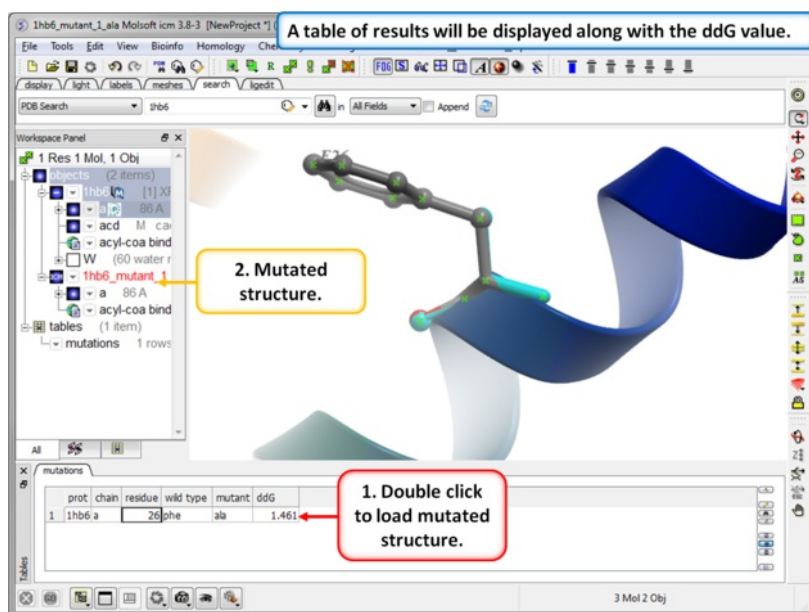 1hb6_mutant_1_ala Molsoft icm 3.8-3 [NewProject *]
A table of results will be displayed along with the ddG value.
File Tools Edit View Bioinfo Homology
display light labels meshes search ligedit
PDB Search 1hb6 in All Fields Append
Workspace Panel
1 Res 1 Mol, 1 Obj
objects (2 items)
1hb6 [1] XR
a 86 A
acd M
acyl-coa bind
W (60 water
1hb6_mutant_1
a 86 A
acyl-coa bind
tables (1 item)
mutations 1 rows
All
F26
2. Mutated
structure.
mutations
prot chain residue wild type mutant ddG
1 1hb6 a 26 phe ala 1.461
1. Double click
to load mutated
structure.
Tables
3 Mol 2 Obj